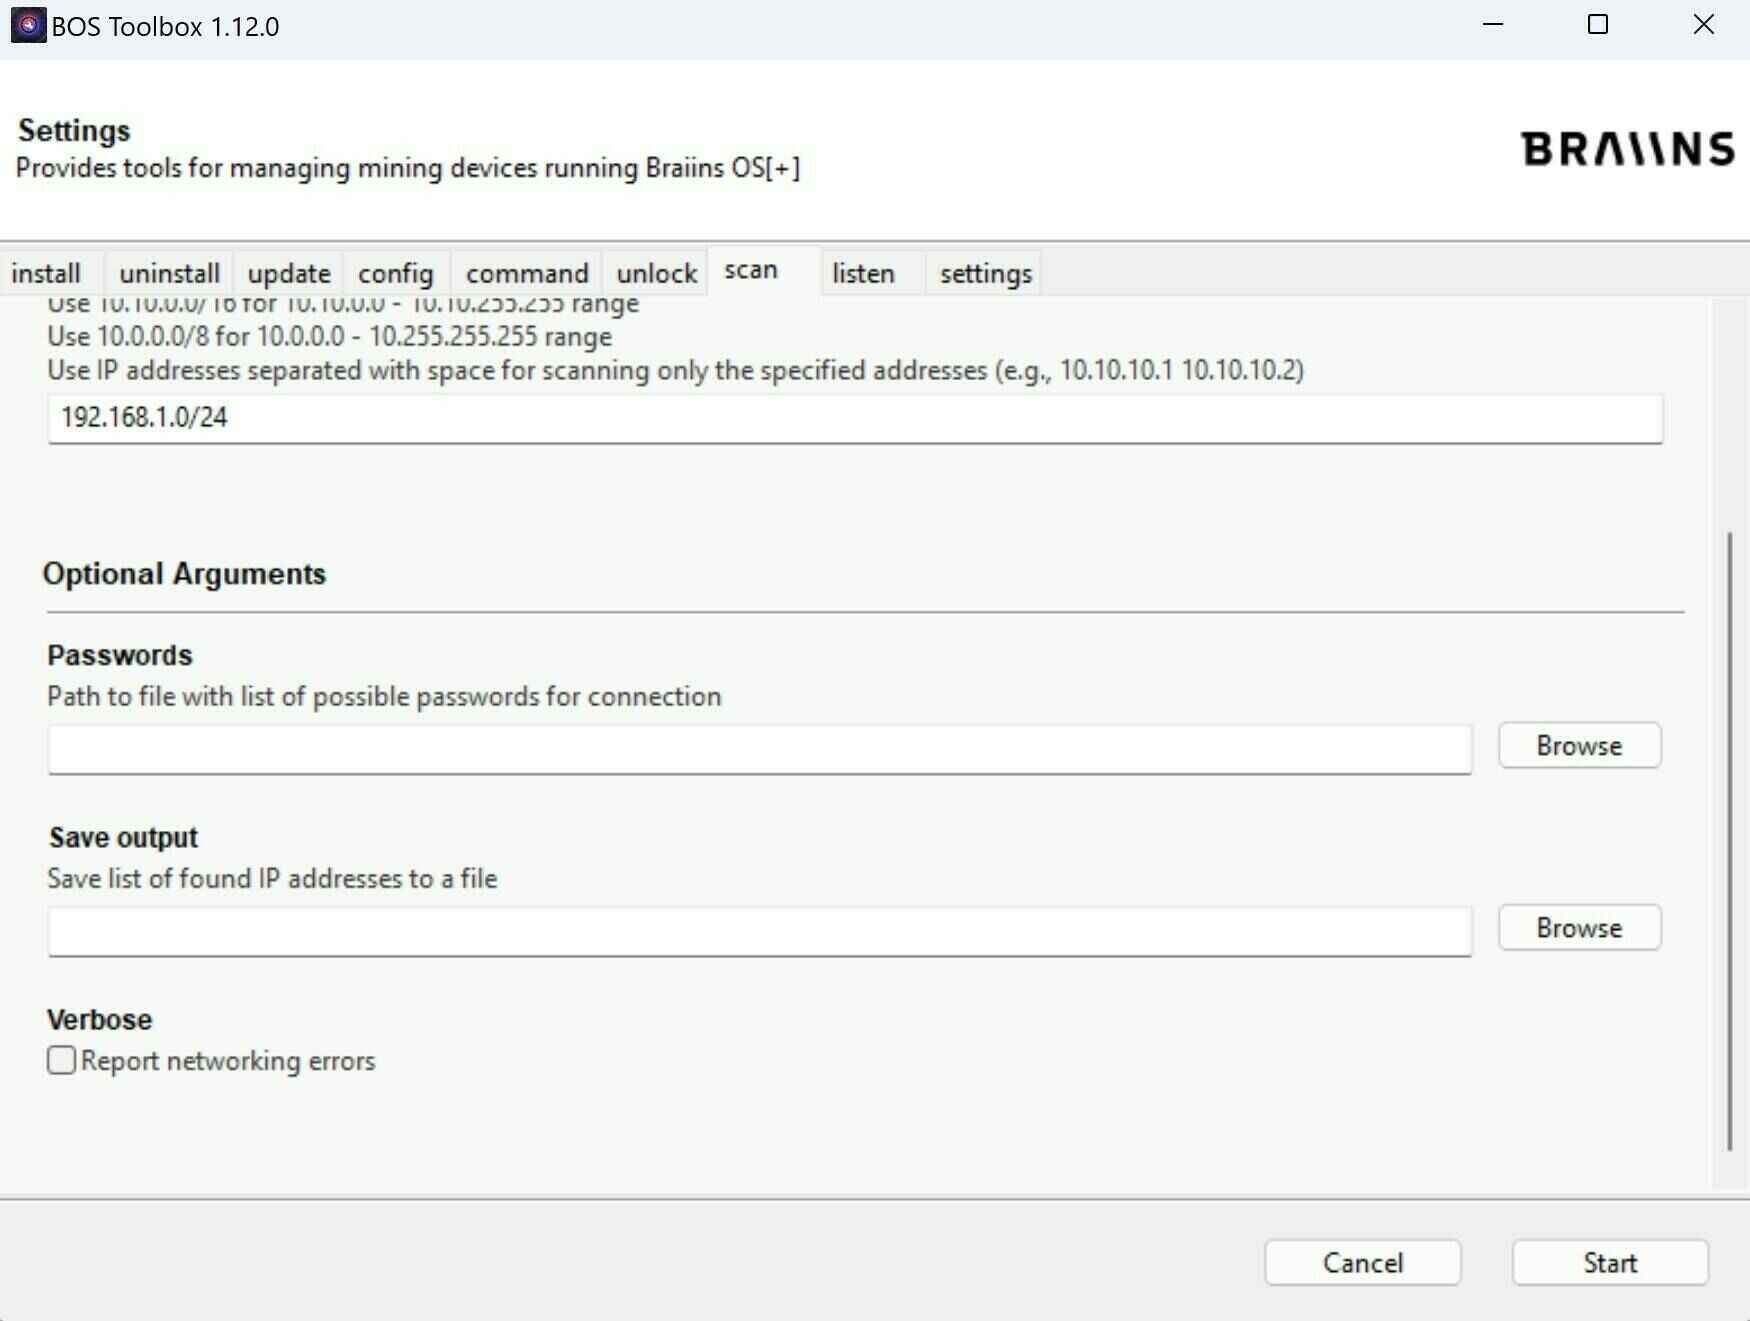 BOS Toolbox 1.12.0
Settings
Provides tools for managing mining devices running Braiins OS[+]
BRAIINS
install uninstall update config command unlock scan listen settings
Use 10.10.0.0/16 for 10.10.0.0 - 10.10.255.255 range
Use 10.0.0.0/8 for 10.0.0.0 - 10.255.255.255 range
Use IP addresses separated with space for scanning only the specified addresses (e.g., 10.10.10.1 10.10.10.2)
192.168.1.0/24
Optional Arguments
Passwords
Path to file with list of possible passwords for connection
Browse
Save output
Save list of found IP addresses to a file
Browse
Verbose
Report networking errors
Cancel Start